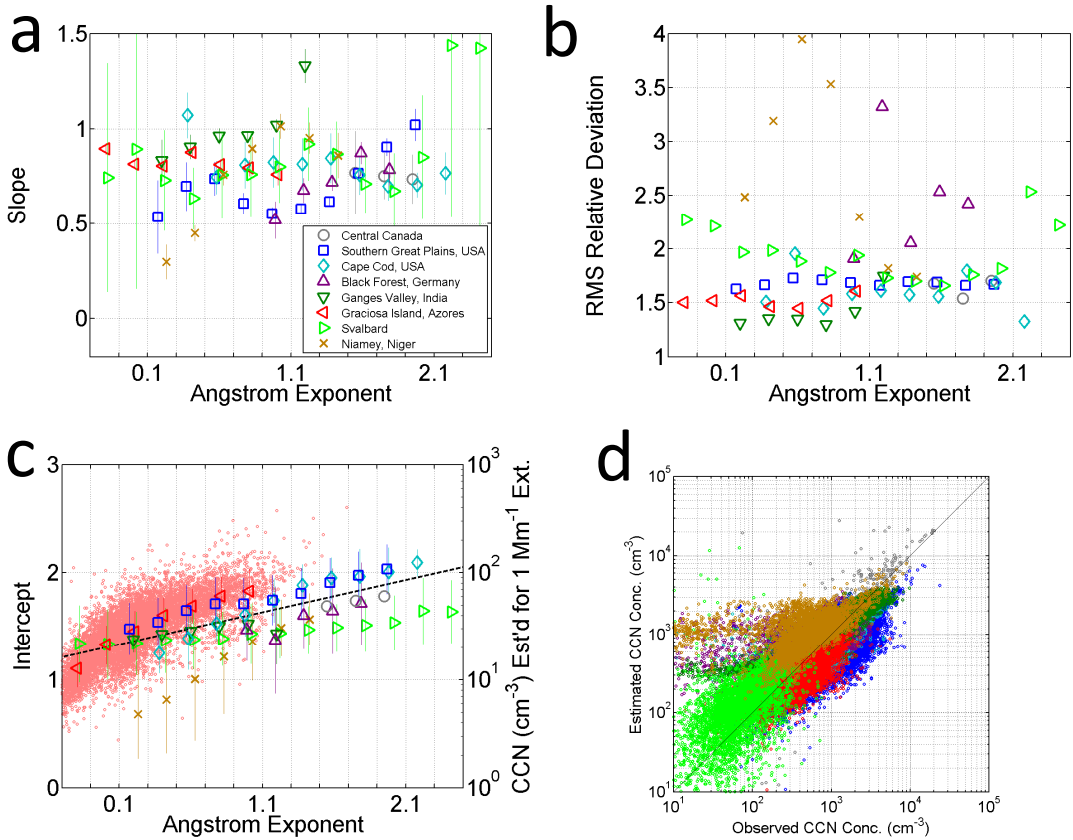 a
1.5
1
0.5
0
Slope
0.1 1.1 2.1
Angstrom Exponent
Central Canada
Southern Great Plains, USA
Cape Cod, USA
Black Forest, Germany
Ganges Valley, India
Graciosa Island, Azores
Svalbard
Niamey, Niger
b
4
3.5
3
2.5
2
1.5
1
RMS Relative Deviation
0.1 1.1 2.1
Angstrom Exponent
c
3
2
1
0
Intercept
10³
10²
10¹
10⁰
CCN (cm⁻³) Est'd for 1 Mm⁻¹ Ext.
0.1 1.1 2.1
Angstrom Exponent
d
10⁵
10⁴
10³
10²
10¹
Estimated CCN Conc. (cm⁻³)
10¹ 10² 10³ 10⁴ 10⁵
Observed CCN Conc. (cm⁻³)